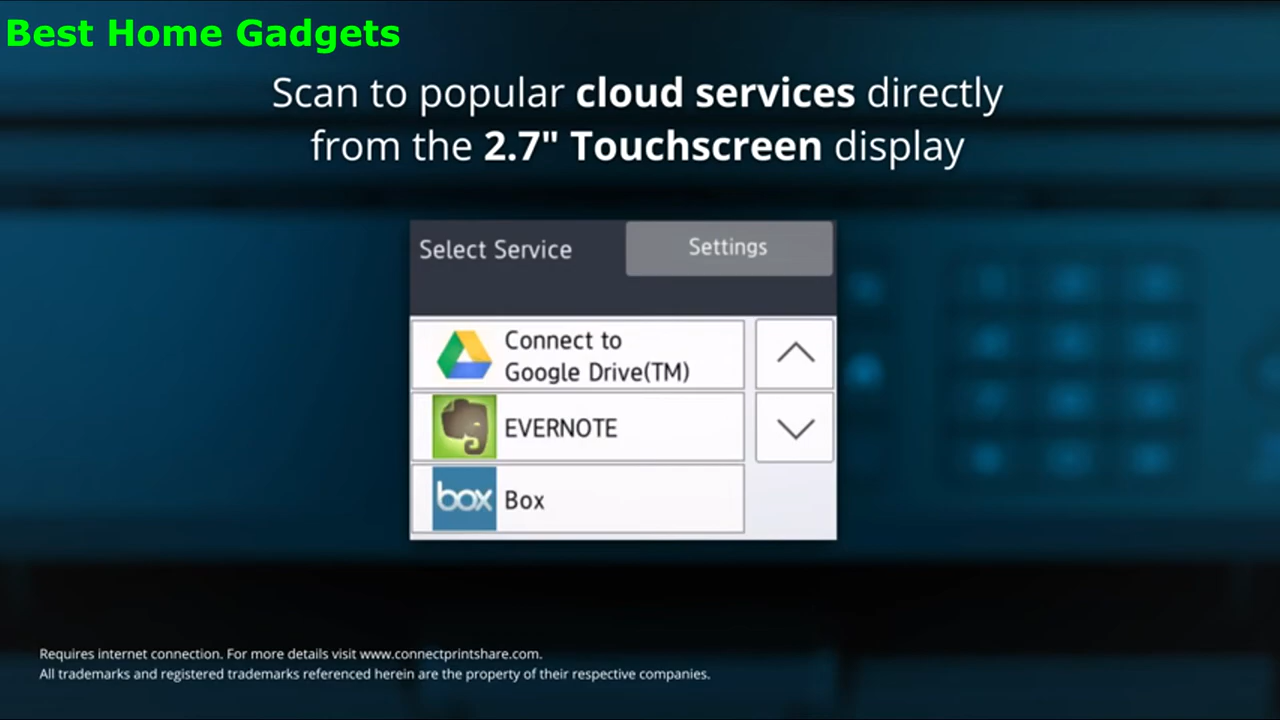 Best Home Gadgets
Scan to popular cloud services directly
from the 2.7" Touchscreen display
Select Service
Settings
Connect to
Google Drive(TM)
EVERNOTE
box Box
Requires internet connection. For more details visit www.connectprintshare.com.
All trademarks and registered trademarks referenced herein are the property of their respective companies.